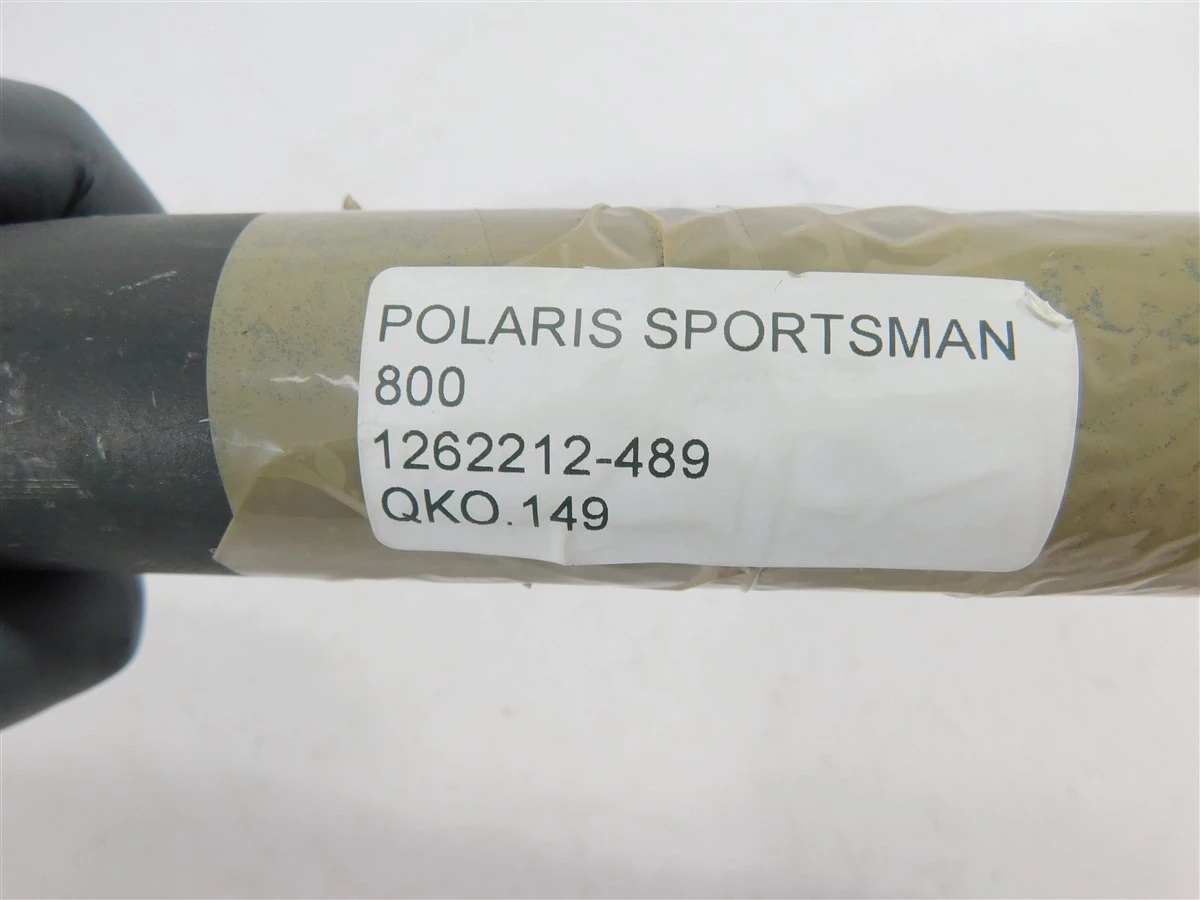 POLARIS SPORTSMAN
800
1262212-489
QKO.149